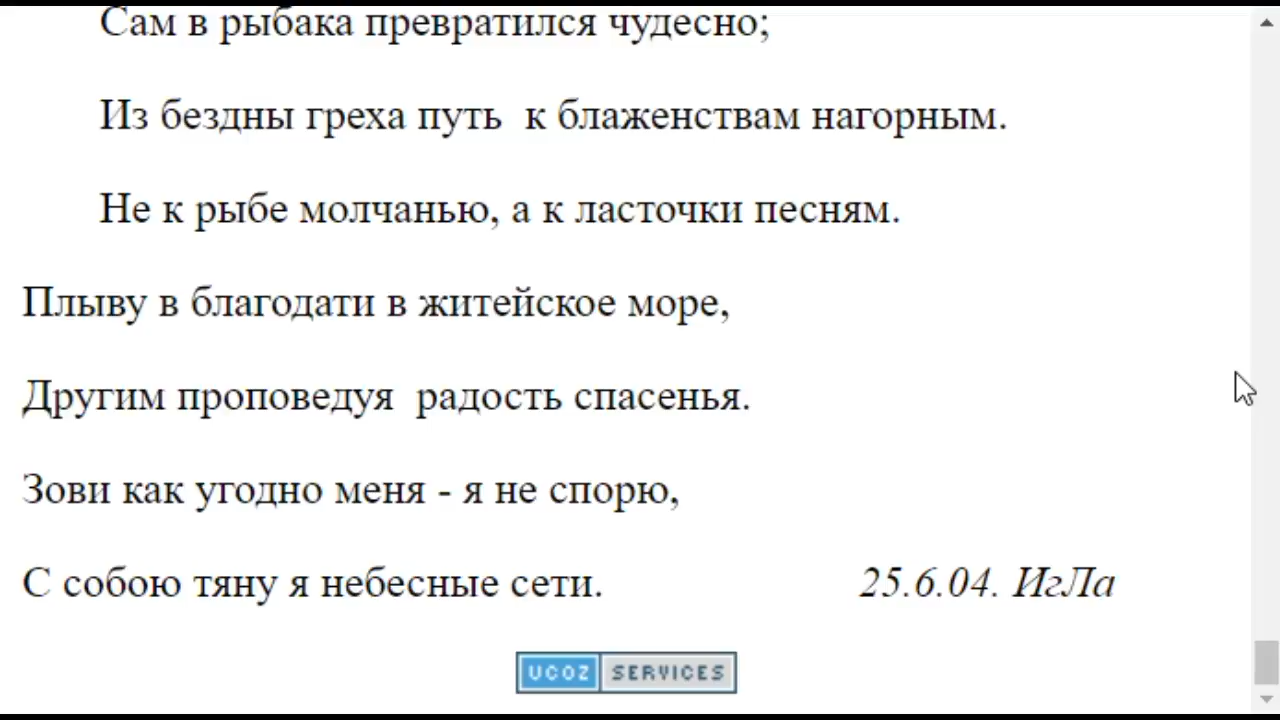 Сам в рыбака превратился чудесно;
Из бездны греха путь  к блаженствам нагорным.
Не к рыбе молчанью, а к ласточки песням.
Плыву в благодати в житейское море,
Другим проповедуя  радость спасенья.
Зови как угодно меня - я не спорю,
С собою тяну я небесные сети. 25.6.04. ИгЛа
UCOZ SERVICES